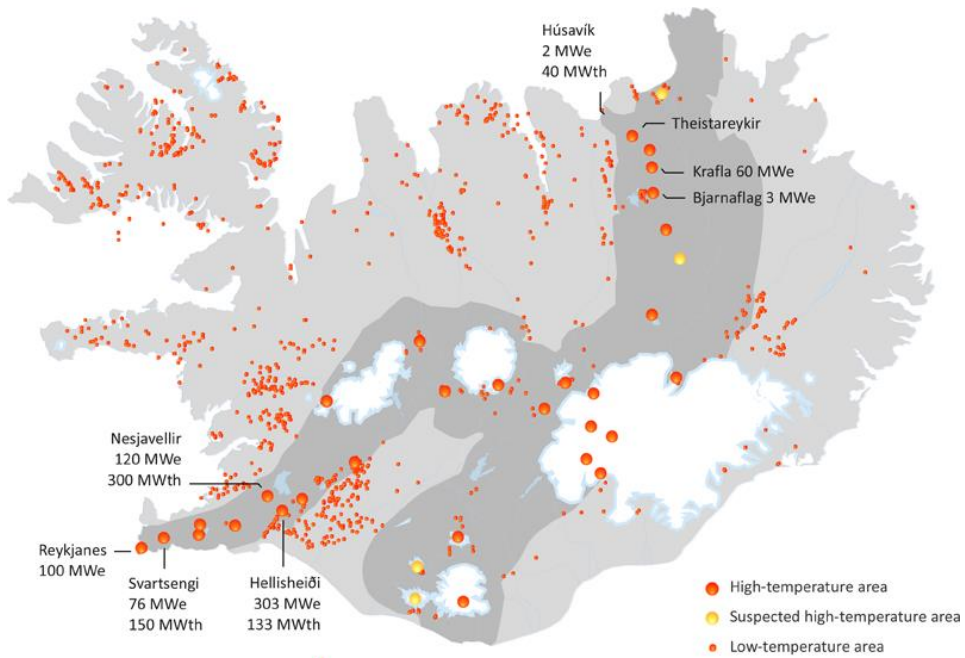 Húsavík
2 MWe
40 MWth
Theistareykir
Krafla 60 MWe
Bjarnaflag 3 MWe
Nesjavellir
120 MWe
300 MWth
Reykjanes
100 MWe
Svartsengi
76 MWe
150 MWth
Hellisheiði
303 MWe
133 MWth
High-temperature area
Suspected high-temperature area
Low-temperature area